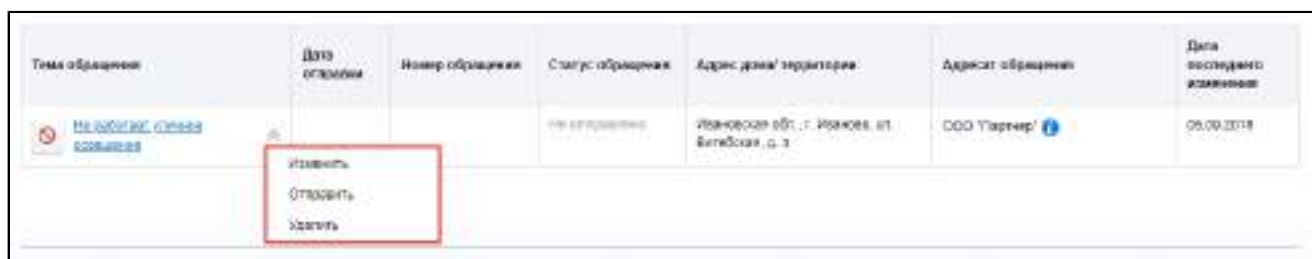 Тема обращения
Дата
отправки
Номер обращения
Статус обращения
Адрес дома/ территории
Адресат обращения
Дата
последнего
изменения
Не работает уличное
освещение
Не отправлено
Ивановская обл., г. Иваново, ул.
Витебская, д. 3
ООО "Партнер"
05.09.2018
Изменить
Отправить
Удалить